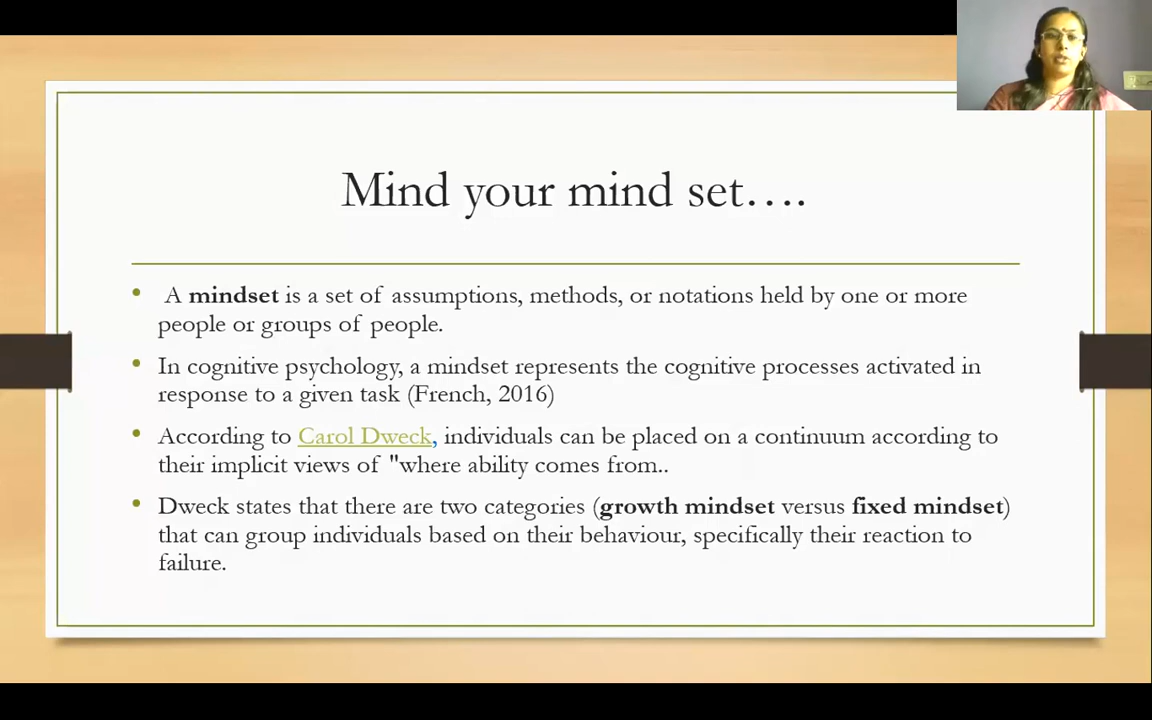 Mind your mind set….
• A mindset is a set of assumptions, methods, or notations held by one or more
people or groups of people.
• In cognitive psychology, a mindset represents the cognitive processes activated in
response to a given task (French, 2016)
• According to Carol Dweck, individuals can be placed on a continuum according to
their implicit views of "where ability comes from..
• Dweck states that there are two categories (growth mindset versus fixed mindset)
that can group individuals based on their behaviour, specifically their reaction to
failure.